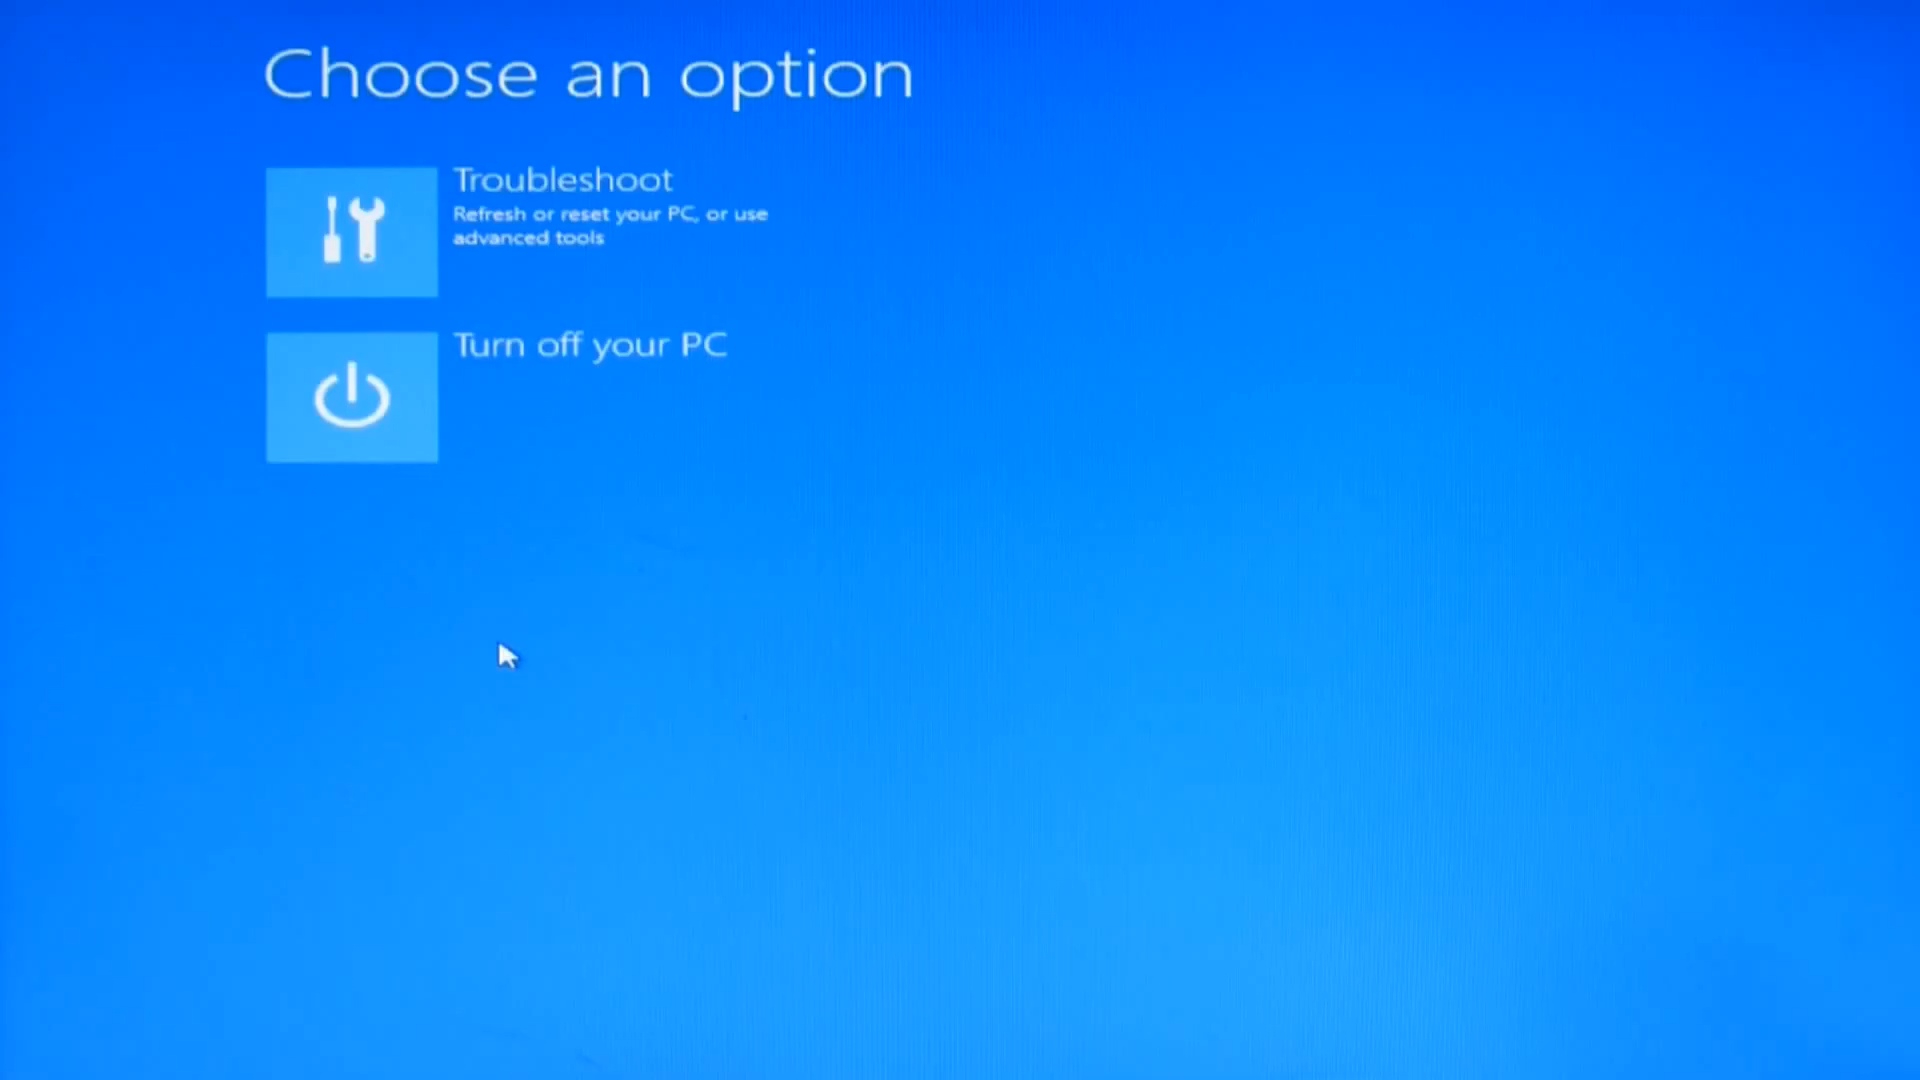 Choose an option
Troubleshoot
Refresh or reset your PC, or use
advanced tools
Turn off your PC